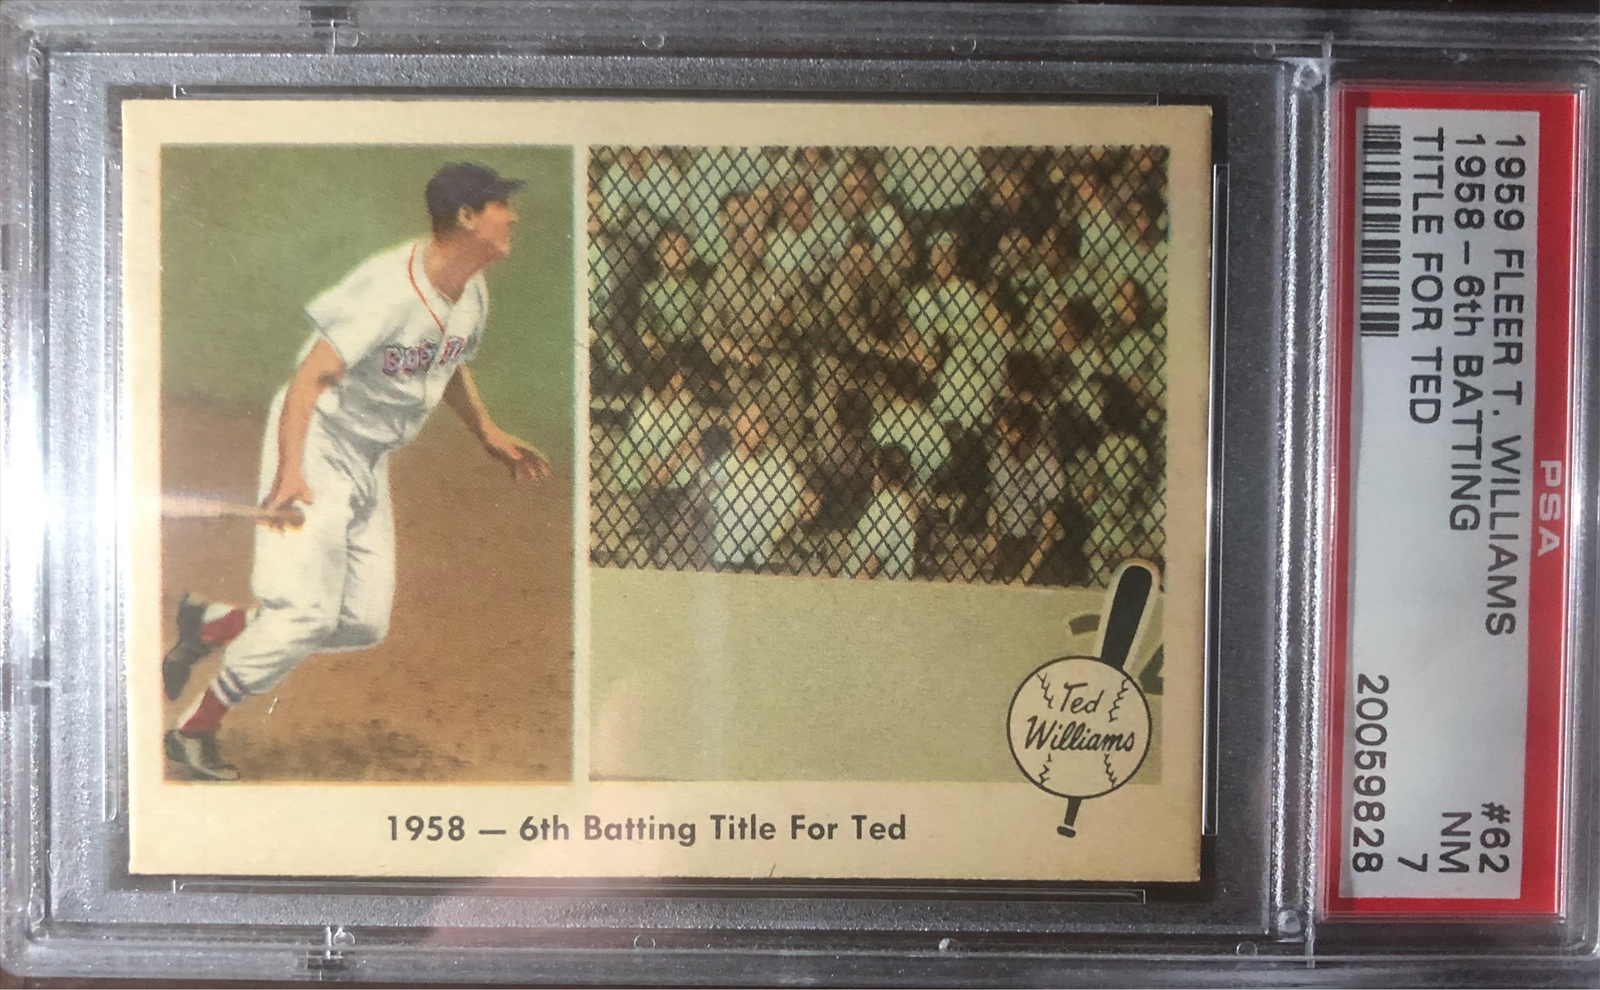 BOSTON
Ted
Williams
1958 — 6th Batting Title For Ted
PSA
1959 FLEER T. WILLIAMS #62
1958 – 6th BATTING NM
TITLE FOR TED 7
20059828